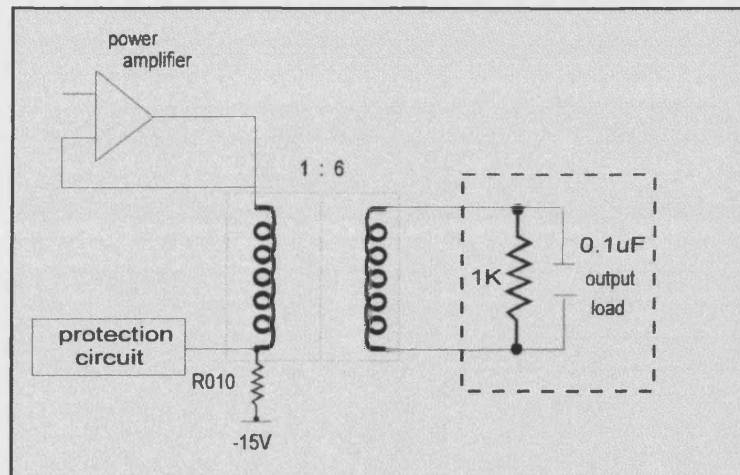 power
amplifier
1 : 6
0.1uF
1K
output
load
protection
circuit
R010
-15V